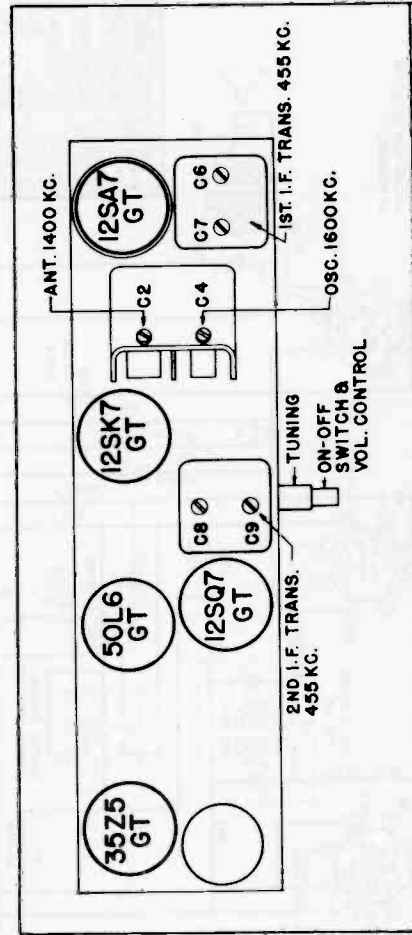 ANT. 1400 KC.
12SA7
GT
C2
C4
C7 C6
1ST. I.F. TRANS. 455 KC.
OSC. 1600 KC.
12SK7
GT
C8
C9
TUNING
ON-OFF
SWITCH &
VOL. CONTROL
50L6
GT
12SQ7
GT
2ND I.F. TRANS.
455 KC.
35Z5
GT